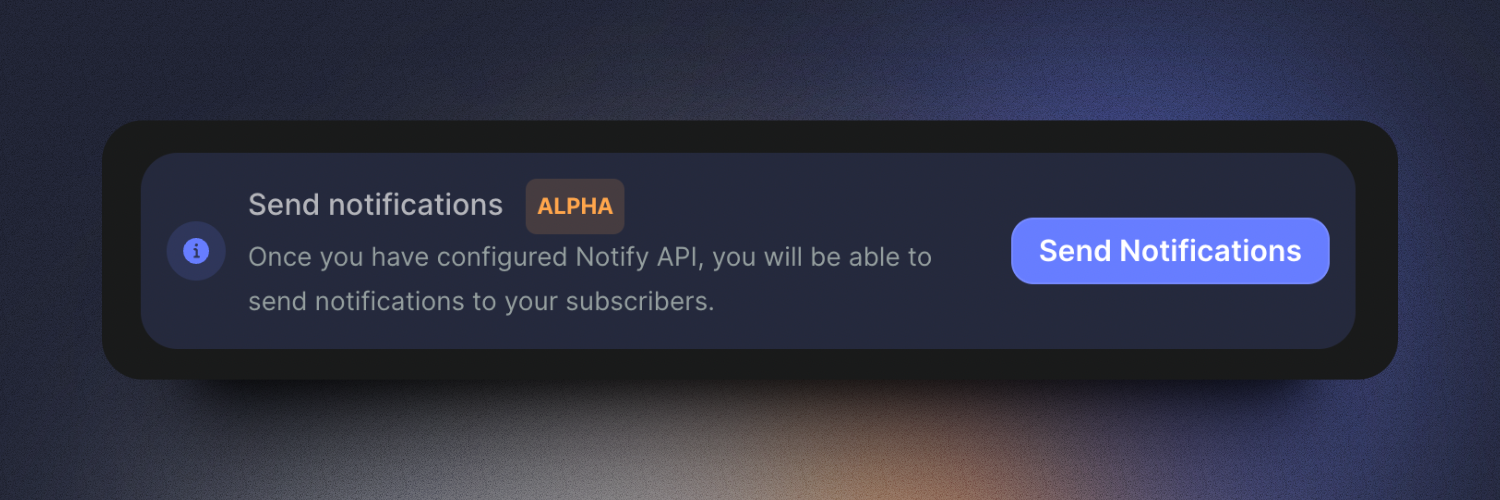 Send notifications ALPHA
Once you have configured Notify API, you will be able to
send notifications to your subscribers.
Send Notifications